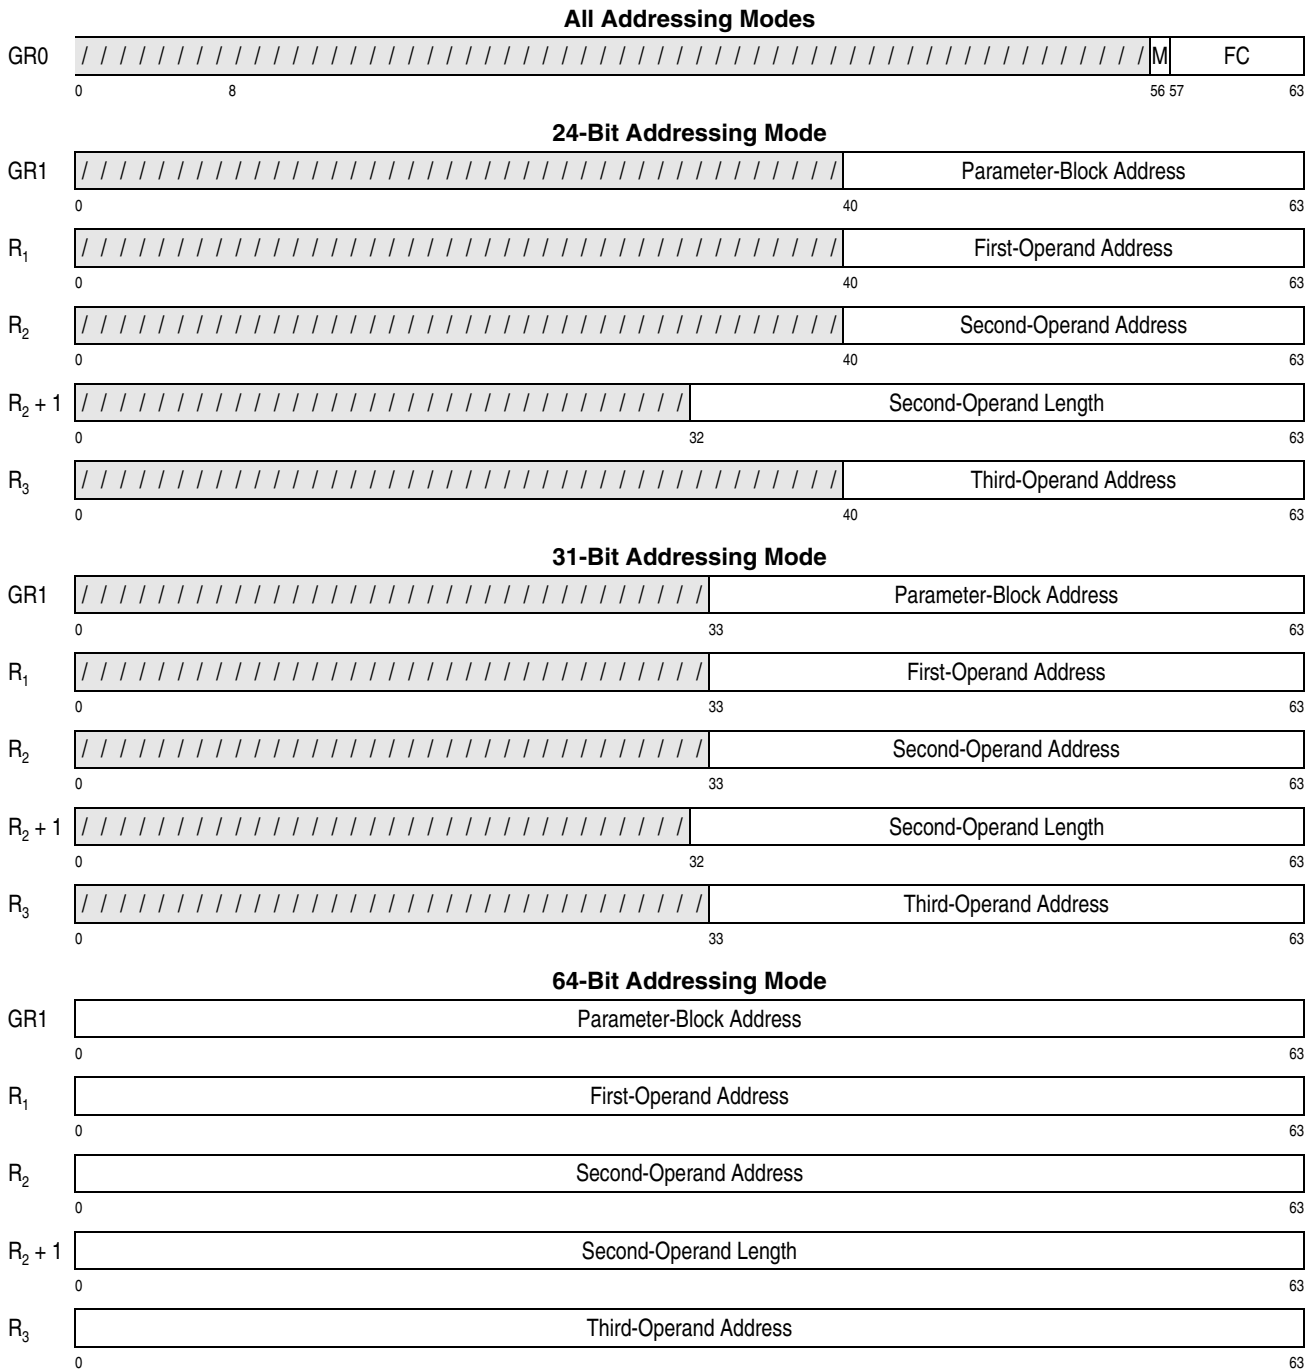 All Addressing Modes
GR0 / / / / / / / / / / / / / / / / / / / / / / / / / / / / / / / / / / / / / / / / / / / / / / / / / / / / / / / / M FC
0 8 56 57 63
24-Bit Addressing Mode
GR1 / / / / / / / / / / / / / / / / / / / / / / / / / / / / / / / / / / / / / / / / Parameter-Block Address
0 40 63
R1 / / / / / / / / / / / / / / / / / / / / / / / / / / / / / / / / / / / / / / / / First-Operand Address
0 40 63
R2 / / / / / / / / / / / / / / / / / / / / / / / / / / / / / / / / / / / / / / / / Second-Operand Address
0 40 63
R2 + 1 / / / / / / / / / / / / / / / / / / / / / / / / / / / / / / / / Second-Operand Length
0 32 63
R3 / / / / / / / / / / / / / / / / / / / / / / / / / / / / / / / / / / / / / / / / Third-Operand Address
0 40 63
31-Bit Addressing Mode
GR1 / / / / / / / / / / / / / / / / / / / / / / / / / / / / / / / / / Parameter-Block Address
0 33 63
R1 / / / / / / / / / / / / / / / / / / / / / / / / / / / / / / / / / First-Operand Address
0 33 63
R2 / / / / / / / / / / / / / / / / / / / / / / / / / / / / / / / / / Second-Operand Address
0 33 63
R2 + 1 / / / / / / / / / / / / / / / / / / / / / / / / / / / / / / / / Second-Operand Length
0 32 63
R3 / / / / / / / / / / / / / / / / / / / / / / / / / / / / / / / / / Third-Operand Address
0 33 63
64-Bit Addressing Mode
GR1 Parameter-Block Address
0 63
R1 First-Operand Address
0 63
R2 Second-Operand Address
0 63
R2 + 1 Second-Operand Length
0 63
R3 Third-Operand Address
0 63